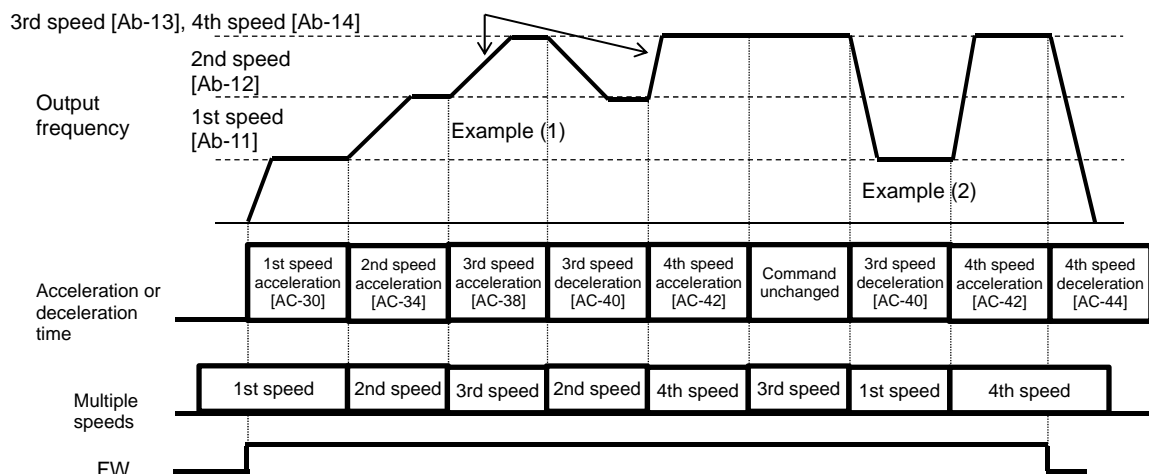 3rd speed [Ab-13], 4th speed [Ab-14]
2nd speed
[Ab-12]
Output
frequency
1st speed
[Ab-11]
Example (1)
Example (2)
Acceleration or
deceleration
time
1st speed
acceleration
[AC-30]
2nd speed
acceleration
[AC-34]
3rd speed
acceleration
[AC-38]
3rd speed
deceleration
[AC-40]
4th speed
acceleration
[AC-42]
Command
unchanged
3rd speed
deceleration
[AC-40]
4th speed
acceleration
[AC-42]
4th speed
deceleration
[AC-44]
Multiple
speeds
1st speed
2nd speed
3rd speed
2nd speed
4th speed
3rd speed
1st speed
4th speed
FW